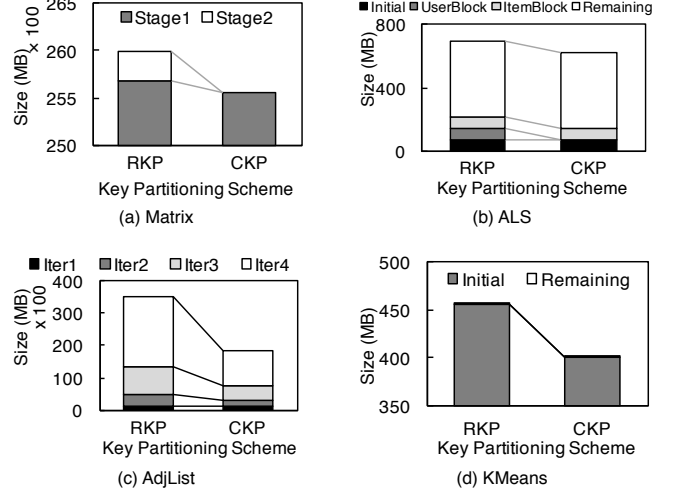 265
260
255
250
Size (MB)
x 100
Stage1 Stage2
RKP CKP
Key Partitioning Scheme
(a) Matrix
Initial UserBlock ItemBlock Remaining
800
400
0
Size(MB)
RKP CKP
Key Partitioning Scheme
(b) ALS
Iter1 Iter2 Iter3 Iter4
400
300
200
100
0
Size (MB)
x 100
RKP CKP
Key Partitioning Scheme
(c) AdjList
500
450
400
350
Size (MB)
Initial Remaining
RKP CKP
Key Partitioning Scheme
(d) KMeans